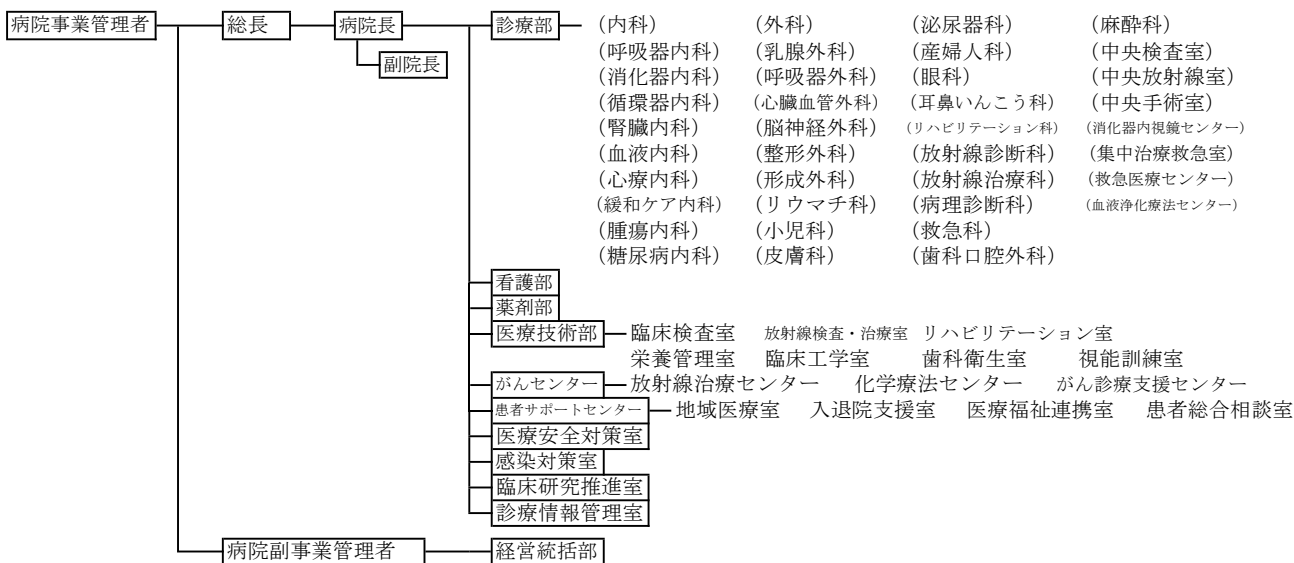 病院事業管理者 総長 病院長 診療部 (内科) (外科) (泌尿器科) (麻酔科)
(呼吸器内科) (乳腺外科) (産婦人科) (中央検査室)
副院長
(消化器内科) (呼吸器外科) (眼科) (中央放射線室)
(循環器内科) (心臓血管外科) (耳鼻いんこう科) (中央手術室)
(腎臓内科) (脳神経外科) (リハビリテーション科) (消化器内視鏡センター)
(血液内科) (整形外科) (放射線診断科) (集中治療救急室)
(心療内科) (形成外科) (放射線治療科) (救急医療センター)
(緩和ケア内科) (リウマチ科) (病理診断科) (血液浄化療法センター)
(腫瘍内科) (小児科) (救急科)
(糖尿病内科) (皮膚科) (歯科口腔外科)
看護部
薬剤部
医療技術部 臨床検査室 放射線検査・治療室 リハビリテーション室
栄養管理室 臨床工学室 歯科衛生室 視能訓練室
がんセンター 放射線治療センター 化学療法センター がん診療支援センター
患者サポートセンター 地域医療室 入退院支援室 医療福祉連携室 患者総合相談室
医療安全対策室
感染対策室
臨床研究推進室
診療情報管理室
病院副事業管理者 経営統括部